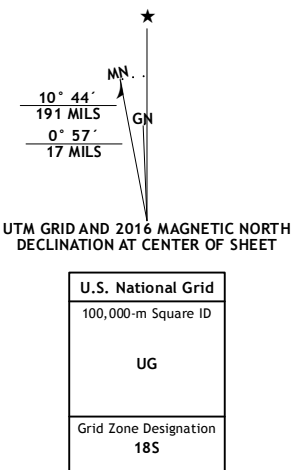 MN
10° 44´
191 MILS
GN
0° 57´
17 MILS
UTM GRID AND 2016 MAGNETIC NORTH
DECLINATION AT CENTER OF SHEET
U.S. National Grid
100,000-m Square ID
UG
Grid Zone Designation
18S